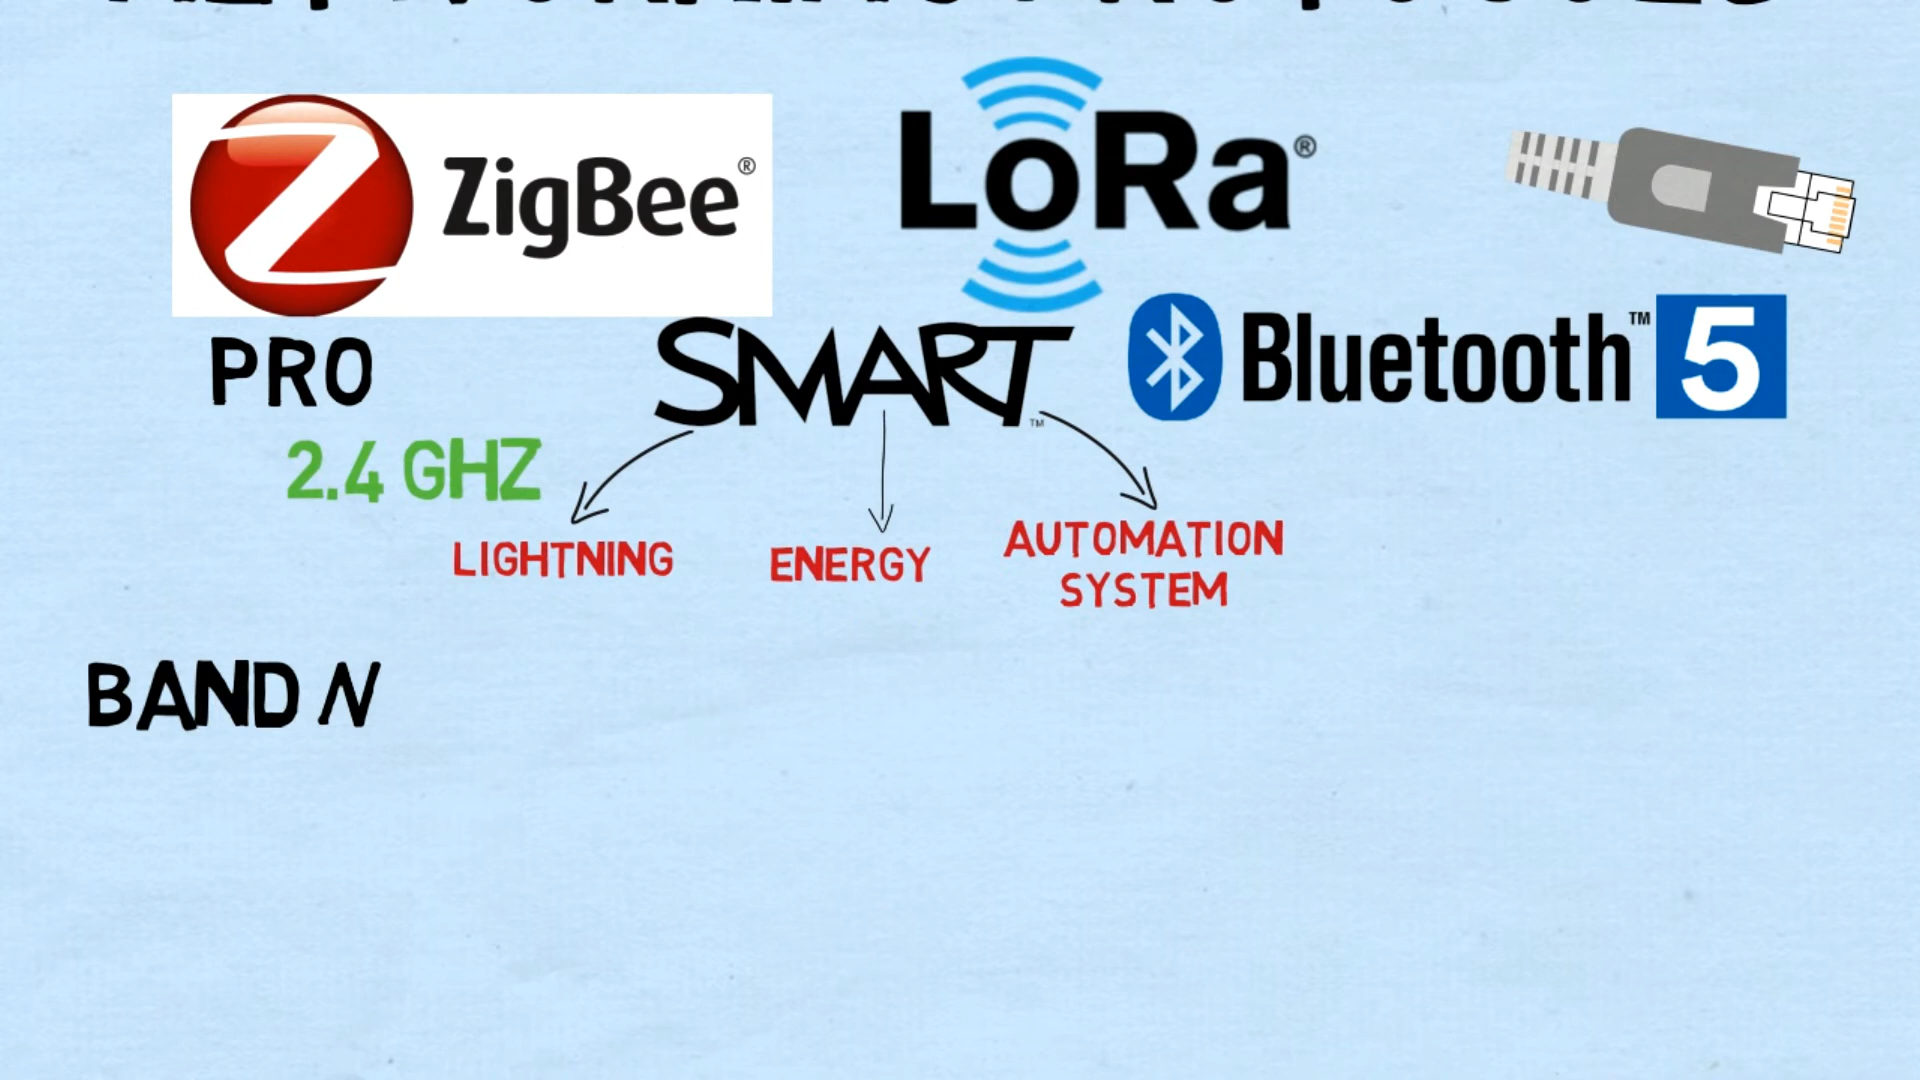 ZigBee®
LoRa®
PRO
SMART™
Bluetooth™ 5
2.4 GHZ
LIGHTNING
ENERGY
AUTOMATION
SYSTEM
BAND N